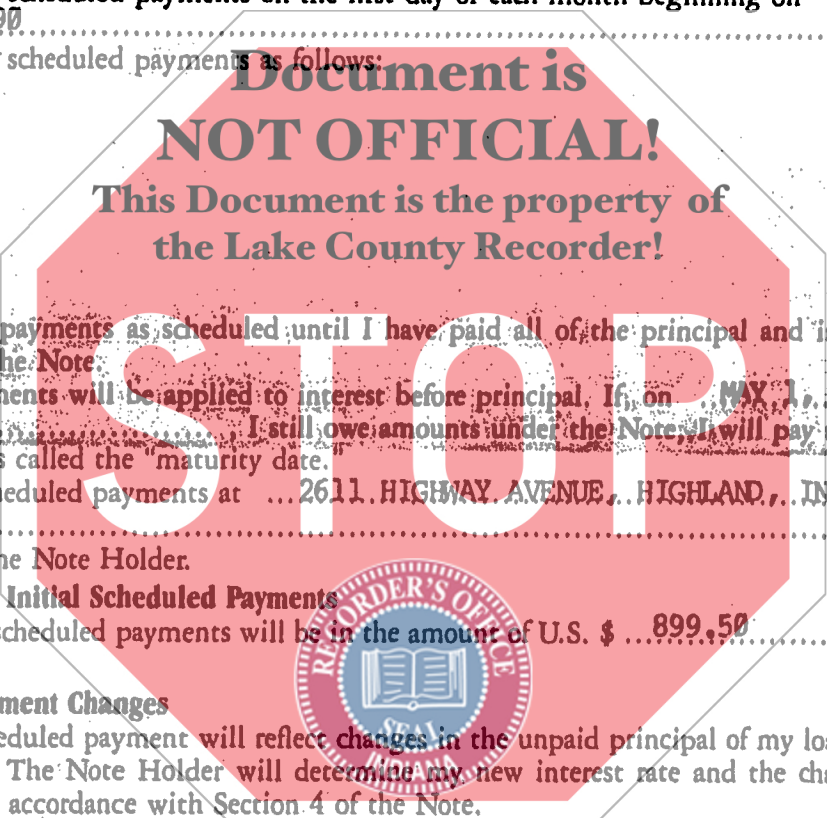 scheduled payments on the first day of each month beginning on
90
scheduled payments as follows:
Document is
NOT OFFICIAL!
This Document is the property of
the Lake County Recorder!
STOP
payments as scheduled until I have paid all of the principal and i
he Note.
ents will be applied to interest before principal. If, on MAY 1,
I still owe amounts under the Note, I will pay
s called the "maturity date."
heduled payments at ...2611 HIGHWAY AVENUE, HIGHLAND, IN
he Note Holder.
Initial Scheduled Payments
scheduled payments will be in the amount of U.S. $ ...899.50
RECORDER'S OFFICE
SEAL
INDIANA
ment Changes
eduled payment will reflect changes in the unpaid principal of my lo
The Note Holder will determine my new interest rate and the cha
accordance with Section 4 of the Note.